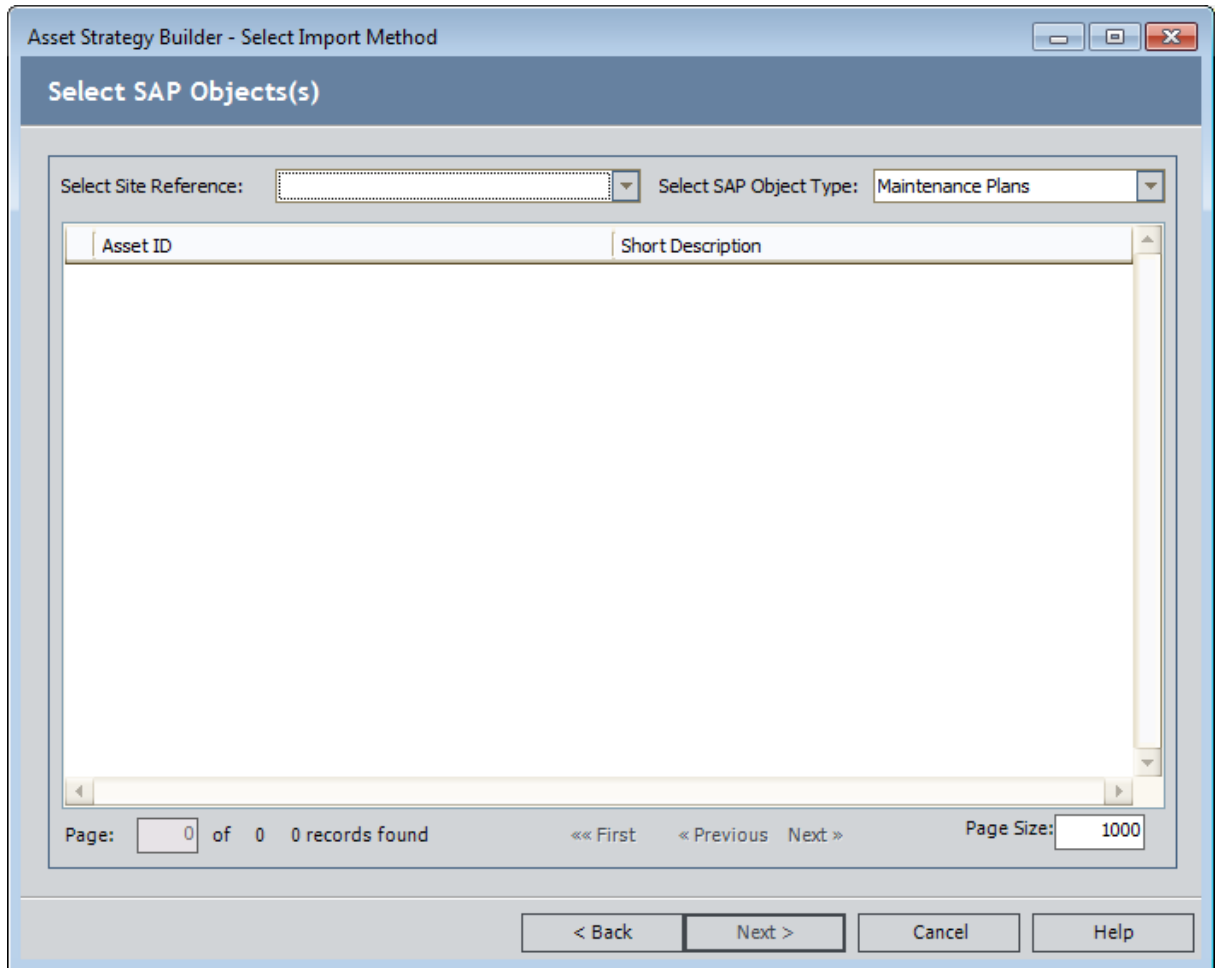 Asset Strategy Builder - Select Import Method
Select SAP Objects(s)
Select Site Reference: Select SAP Object Type: Maintenance Plans
Asset ID Short Description
Page: 0 of 0 0 records found «« First « Previous Next » Page Size: 1000
< Back Next > Cancel Help